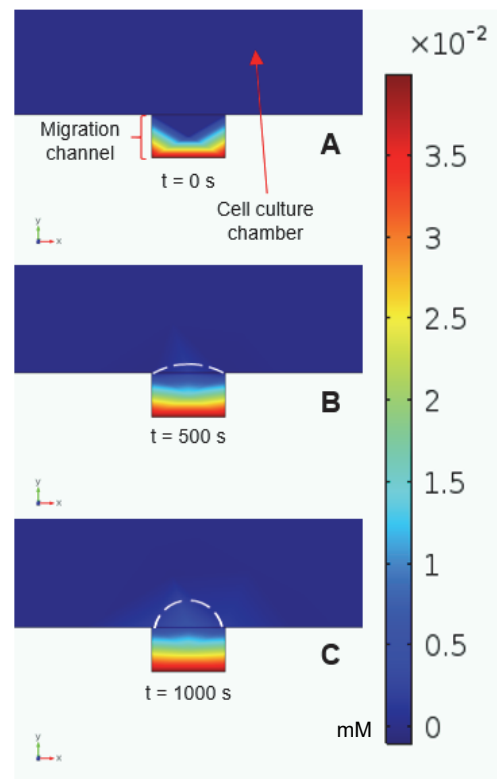 ×10⁻²
Migration
channel
A
t = 0 s
Cell culture
chamber
y
x
B
t = 500 s
y
x
C
t = 1000 s
y
x
3.5
3
2.5
2
1.5
1
0.5
0
mM